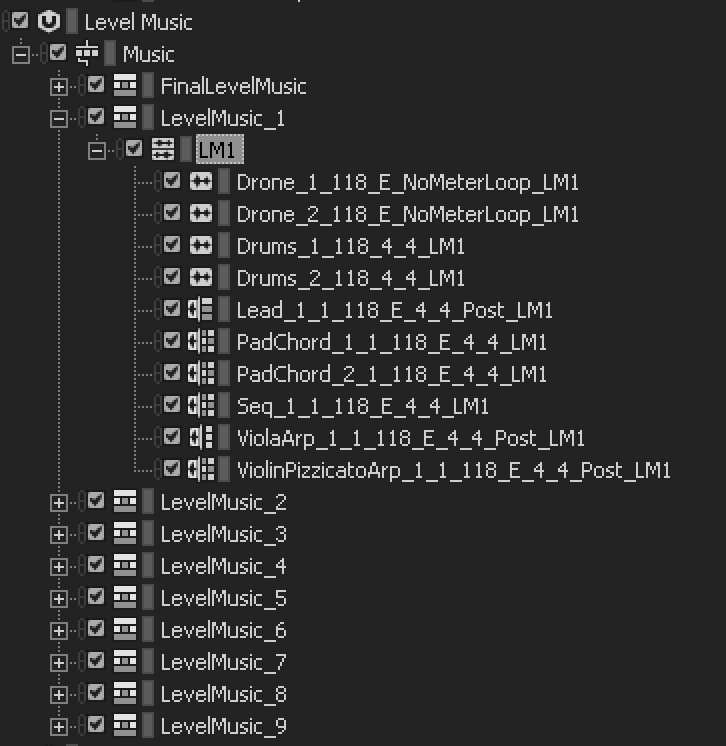 Level Music
Music
FinalLevelMusic
LevelMusic_1
LM1
Drone_1_118_E_NoMeterLoop_LM1
Drone_2_118_E_NoMeterLoop_LM1
Drums_1_118_4_4_LM1
Drums_2_118_4_4_LM1
Lead_1_1_118_E_4_4_Post_LM1
PadChord_1_1_118_E_4_4_LM1
PadChord_2_1_118_E_4_4_LM1
Seq_1_1_118_E_4_4_LM1
ViolaArp_1_1_118_E_4_4_Post_LM1
ViolinPizzicatoArp_1_1_118_E_4_4_Post_LM1
LevelMusic_2
LevelMusic_3
LevelMusic_4
LevelMusic_5
LevelMusic_6
LevelMusic_7
LevelMusic_8
LevelMusic_9